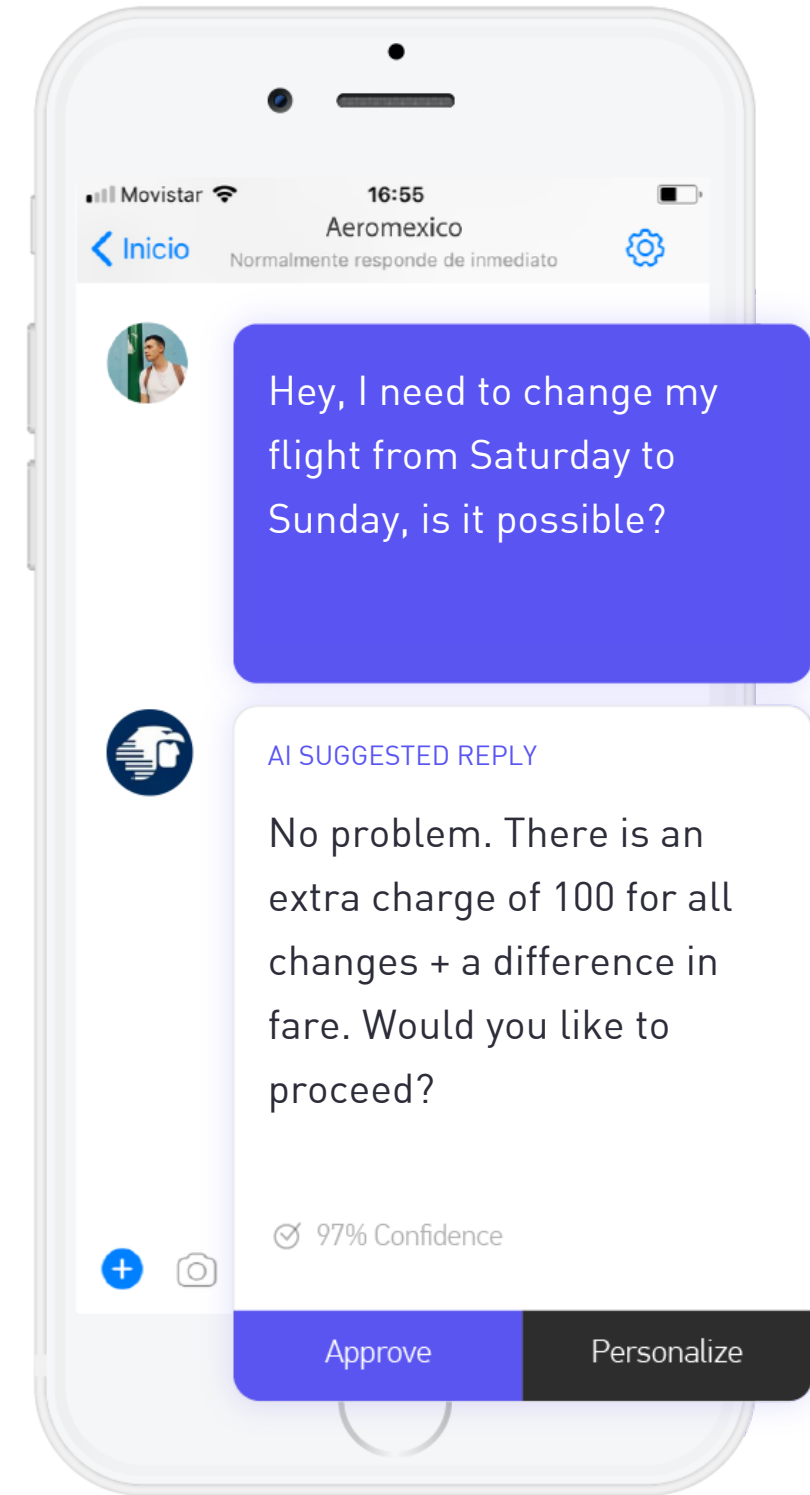 Movistar
16:55
Aeromexico
Inicio
Normalmente responde de inmediato
Hey, I need to change my
flight from Saturday to
Sunday, is it possible?
AI SUGGESTED REPLY
No problem. There is an
extra charge of 100 for all
changes + a difference in
fare. Would you like to
proceed?
97% Confidence
Approve
Personalize